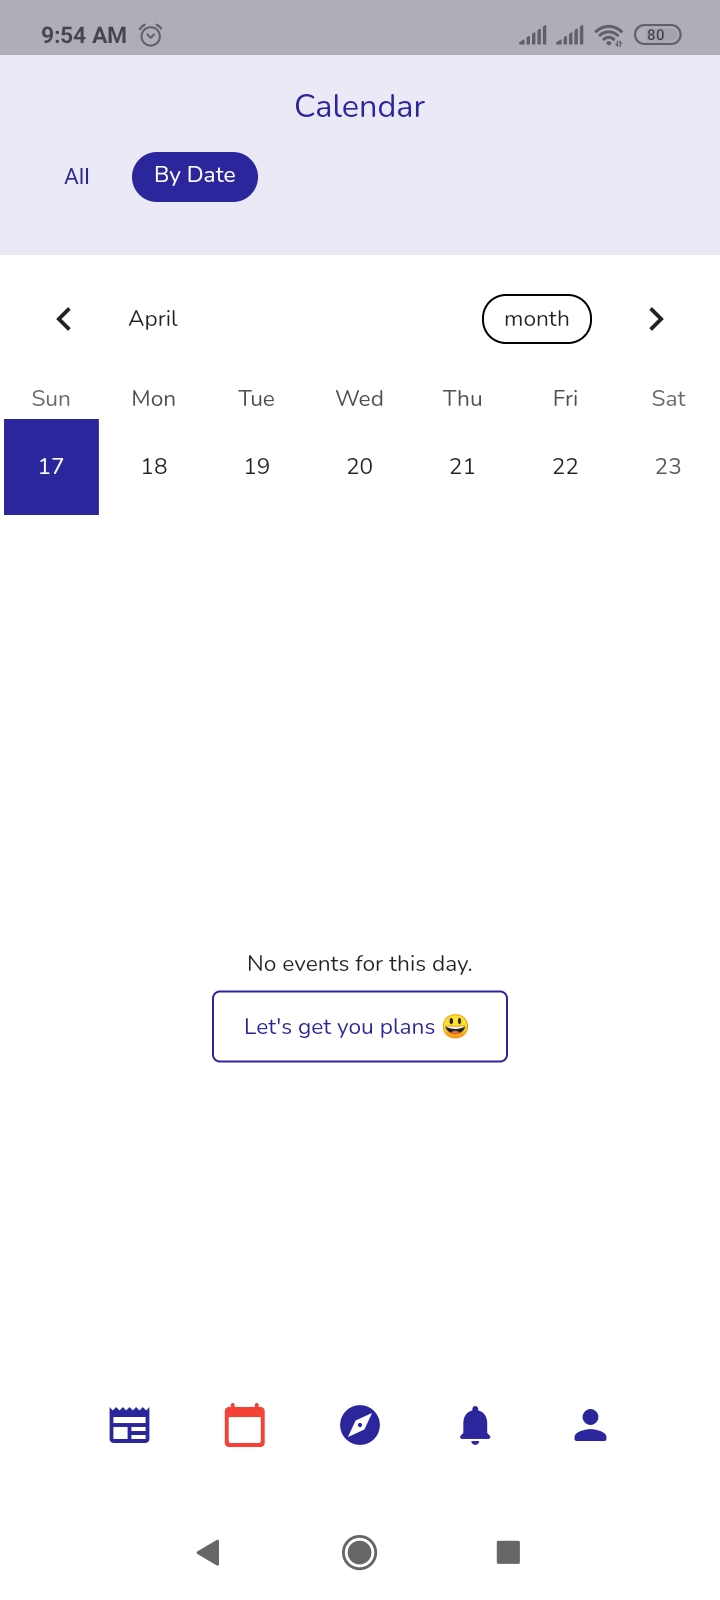 9:54 AM 80
Calendar
All By Date
April month
Sun Mon Tue Wed Thu Fri Sat
17 18 19 20 21 22 23
No events for this day.
Let's get you plans 😃